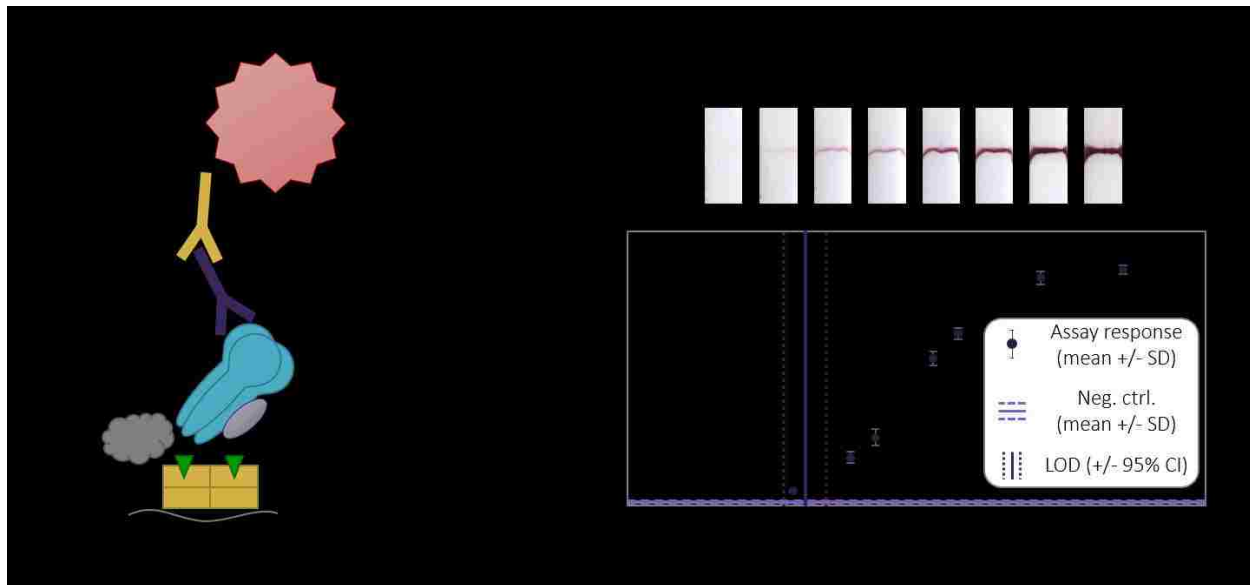 Assay response
(mean +/- SD)
Neg. ctrl.
(mean +/- SD)
LOD (+/- 95% CI)